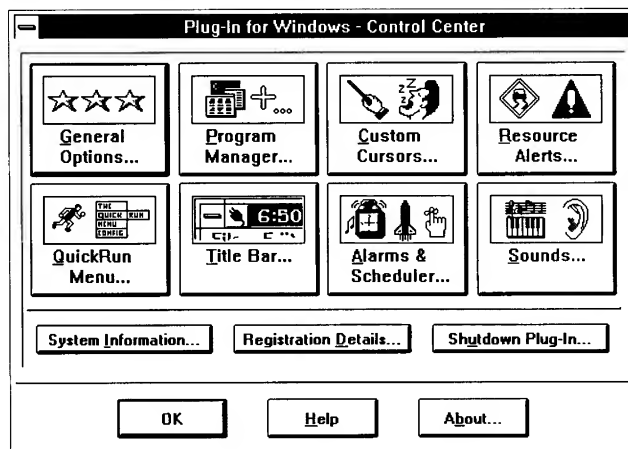 Plug-In for Windows - Control Center
General
Options...
Program
Manager...
Custom
Cursors...
Resource
Alerts...
THE
QUICK RUN
MENU
CONFIG
QuickRun
Menu...
6:50
Title Bar...
Alarms &
Scheduler...
Sounds...
System Information...
Registration Details...
Shutdown Plug-In...
OK
Help
About...